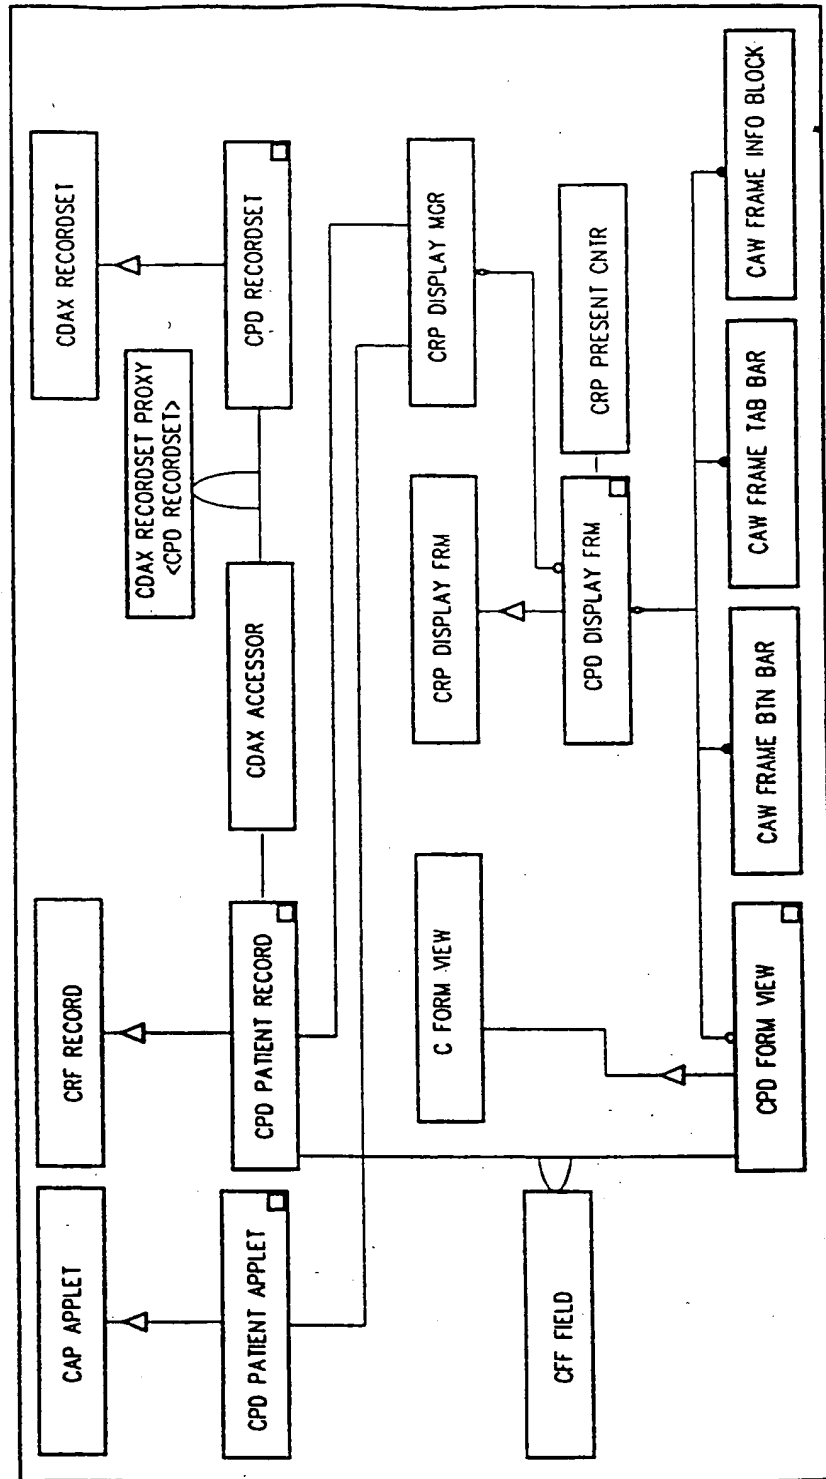 CAP APPLET
CRF RECORD
CDAX RECORDSET
CDAX RECORDSET PROXY
<CPD RECORDSET>
CPD PATIENT APPLET
CPD PATIENT RECORD
CDAX ACCESSOR
CPD RECORDSET
C FORM VIEW
CRP DISPLAY FRM
CRP DISPLAY MGR
CFF FIELD
CPD DISPLAY FRM
CRP PRESENT CNTR
CPD FORM VIEW
CAW FRAME BTN BAR
CAW FRAME TAB BAR
CAW FRAME INFO BLOCK